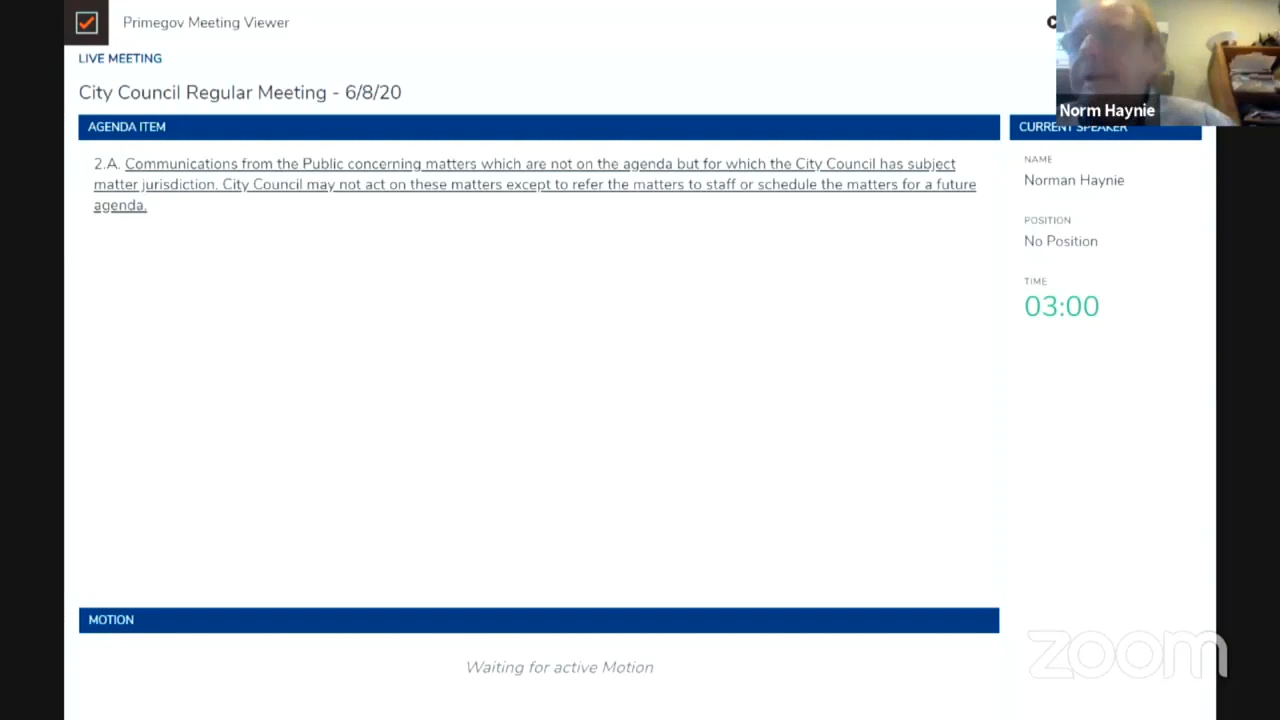 Primegov Meeting Viewer
LIVE MEETING
City Council Regular Meeting - 6/8/20
Norm Haynie
AGENDA ITEM
CURRENT SPEAKER
2.A. Communications from the Public concerning matters which are not on the agenda but for which the City Council has subject
matter jurisdiction. City Council may not act on these matters except to refer the matters to staff or schedule the matters for a future
agenda.
NAME
Norman Haynie
POSITION
No Position
TIME
03:00
MOTION
Waiting for active Motion
zoom